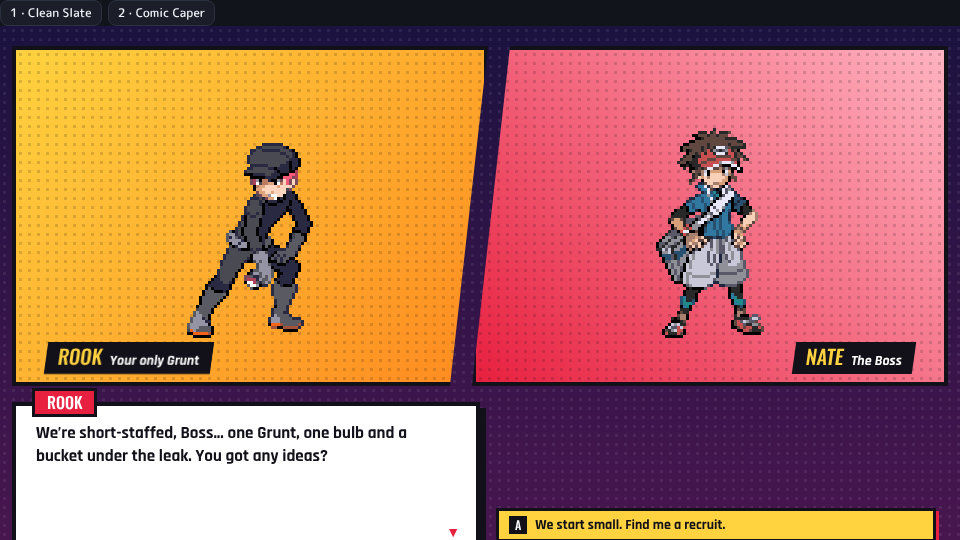 1 · Clean Slate
2 · Comic Caper
ROOK Your only Grunt
NATE The Boss
ROOK
We're short-staffed, Boss... one Grunt, one bulb and a
bucket under the leak. You got any ideas?
A We start small. Find me a recruit.